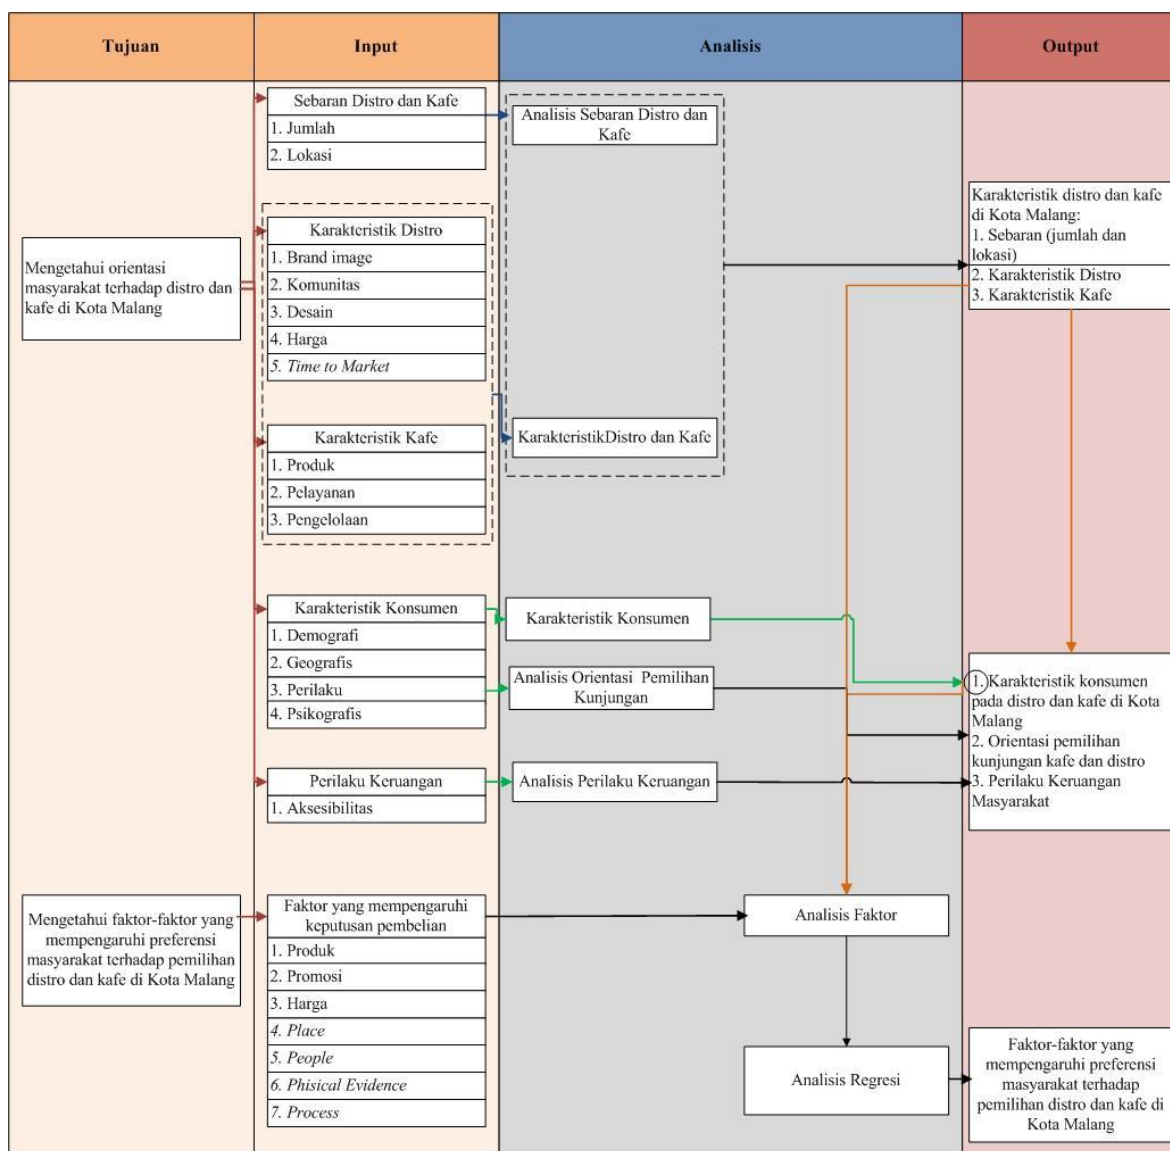 Tujuan
Input
Analisis
Output
Mengetahui orientasi
masyarakat terhadap distro dan
kafe di Kota Malang
Sebaran Distro dan Kafe
1. Jumlah
2. Lokasi
Karakteristik Distro
1. Brand image
2. Komunitas
3. Desain
4. Harga
5. Time to Market
Karakteristik Kafe
1. Produk
2. Pelayanan
3. Pengelolaan
Analisis Sebaran Distro dan
Kafe
KarakteristikDistro dan Kafe
Karakteristik distro dan kafe
di Kota Malang:
1. Sebaran (jumlah dan
lokasi)
2. Karakteristik Distro
3. Karakteristik Kafe
Karakteristik Konsumen
1. Demografi
2. Geografis
3. Perilaku
4. Psikografis
Karakteristik Konsumen
Analisis Orientasi Pemilihan
Kunjungan
Perilaku Keruangan
1. Aksesibilitas
Analisis Perilaku Keruangan
1. Karakteristik konsumen
pada distro dan kafe di Kota
Malang
2. Orientasi pemilihan
kunjungan kafe dan distro
3. Perilaku Keruangan
Masyarakat
Mengetahui faktor-faktor yang
mempengaruhi preferensi
masyarakat terhadap pemilihan
distro dan kafe di Kota Malang
Faktor yang mempengaruhi
keputusan pembelian
1. Produk
2. Promosi
3. Harga
4. Place
5. People
6. Phisical Evidence
7. Process
Analisis Faktor
Analisis Regresi
Faktor-faktor yang
mempengaruhi preferensi
masyarakat terhadap
pemilihan distro dan kafe di
Kota Malang